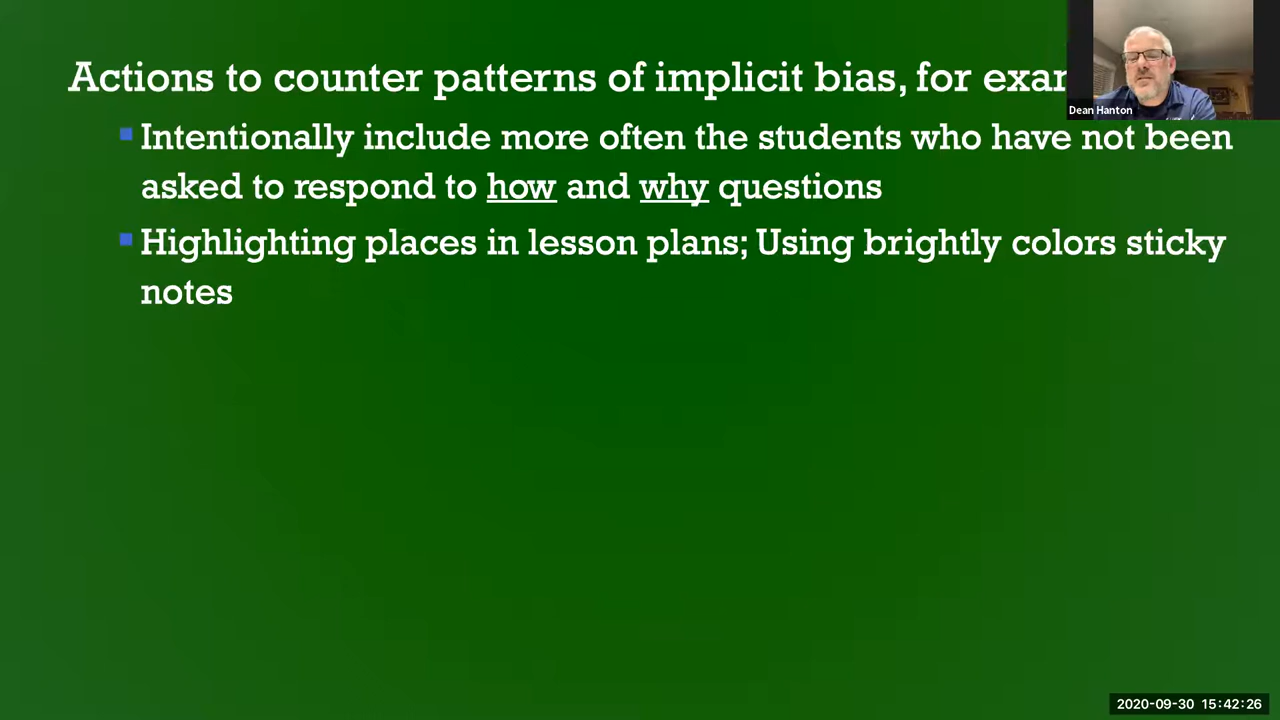 Actions to counter patterns of implicit bias, for exam
Dean Hanton
Intentionally include more often the students who have not been
asked to respond to how and why questions
Highlighting places in lesson plans; Using brightly colors sticky
notes
2020-09-30 15:42:26